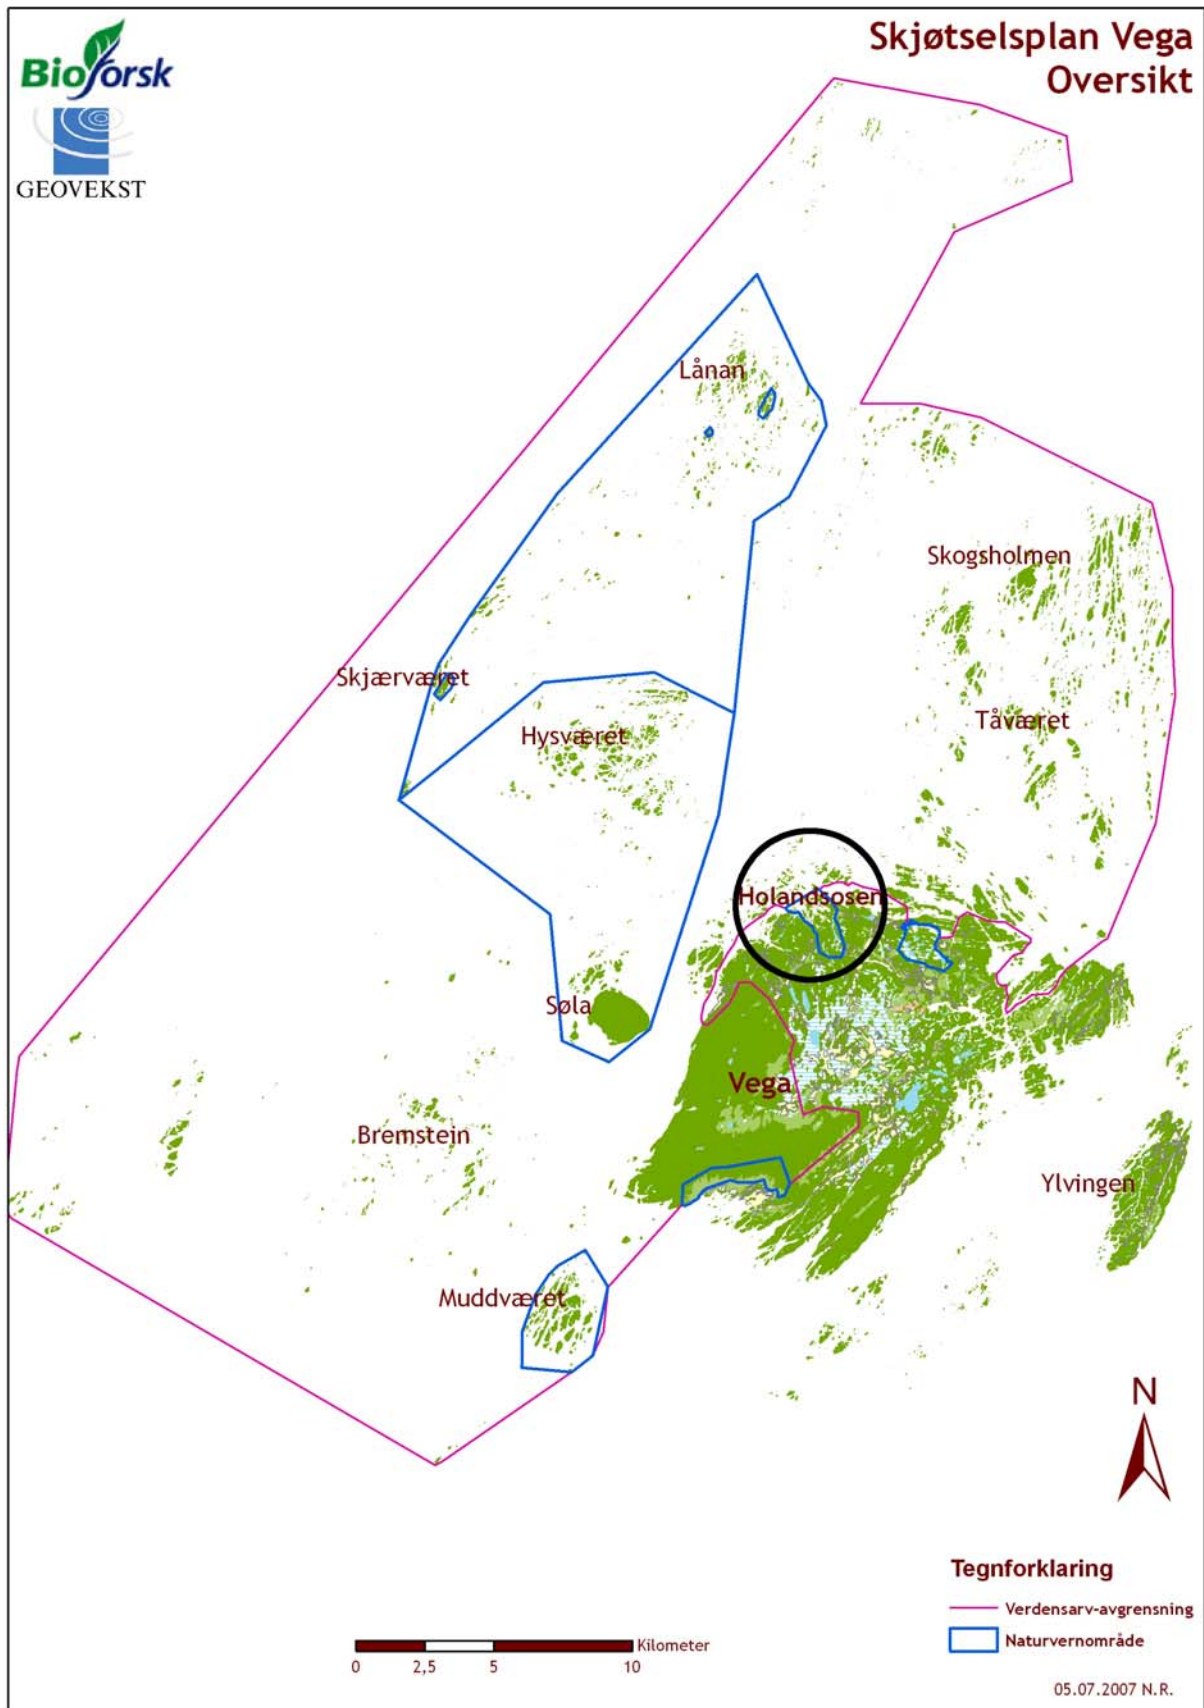 Skjøtselsplan Vega
Oversikt
Bioforsk
GEOVEKST
Lånan
Skogsholmen
Skjærværet
Tåværet
Hysværet
Holandsosen
Søla
Vega
Bremstein
Ylvingen
Muddværet
N
Tegnforklaring
Verdensarv-avgrensning
Naturvernområde
Kilometer
0 2,5 5 10
05.07.2007 N.R.